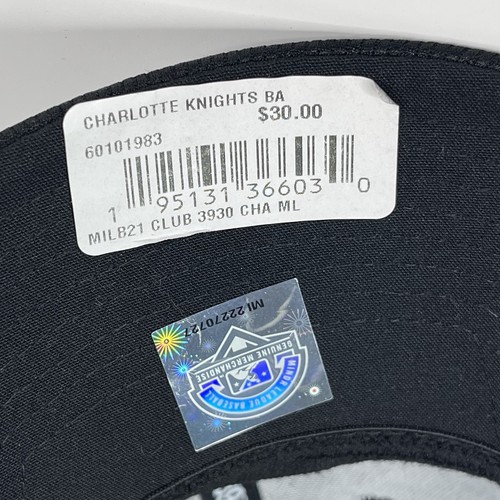 CHARLOTTE KNIGHTS BA
$30.00
60101983
1 95131 36603 0
MILB21 CLUB 3930 CHA ML
MI 22270727
GENUINE MERCHANDISE
MINOR LEAGUE BASEBALL